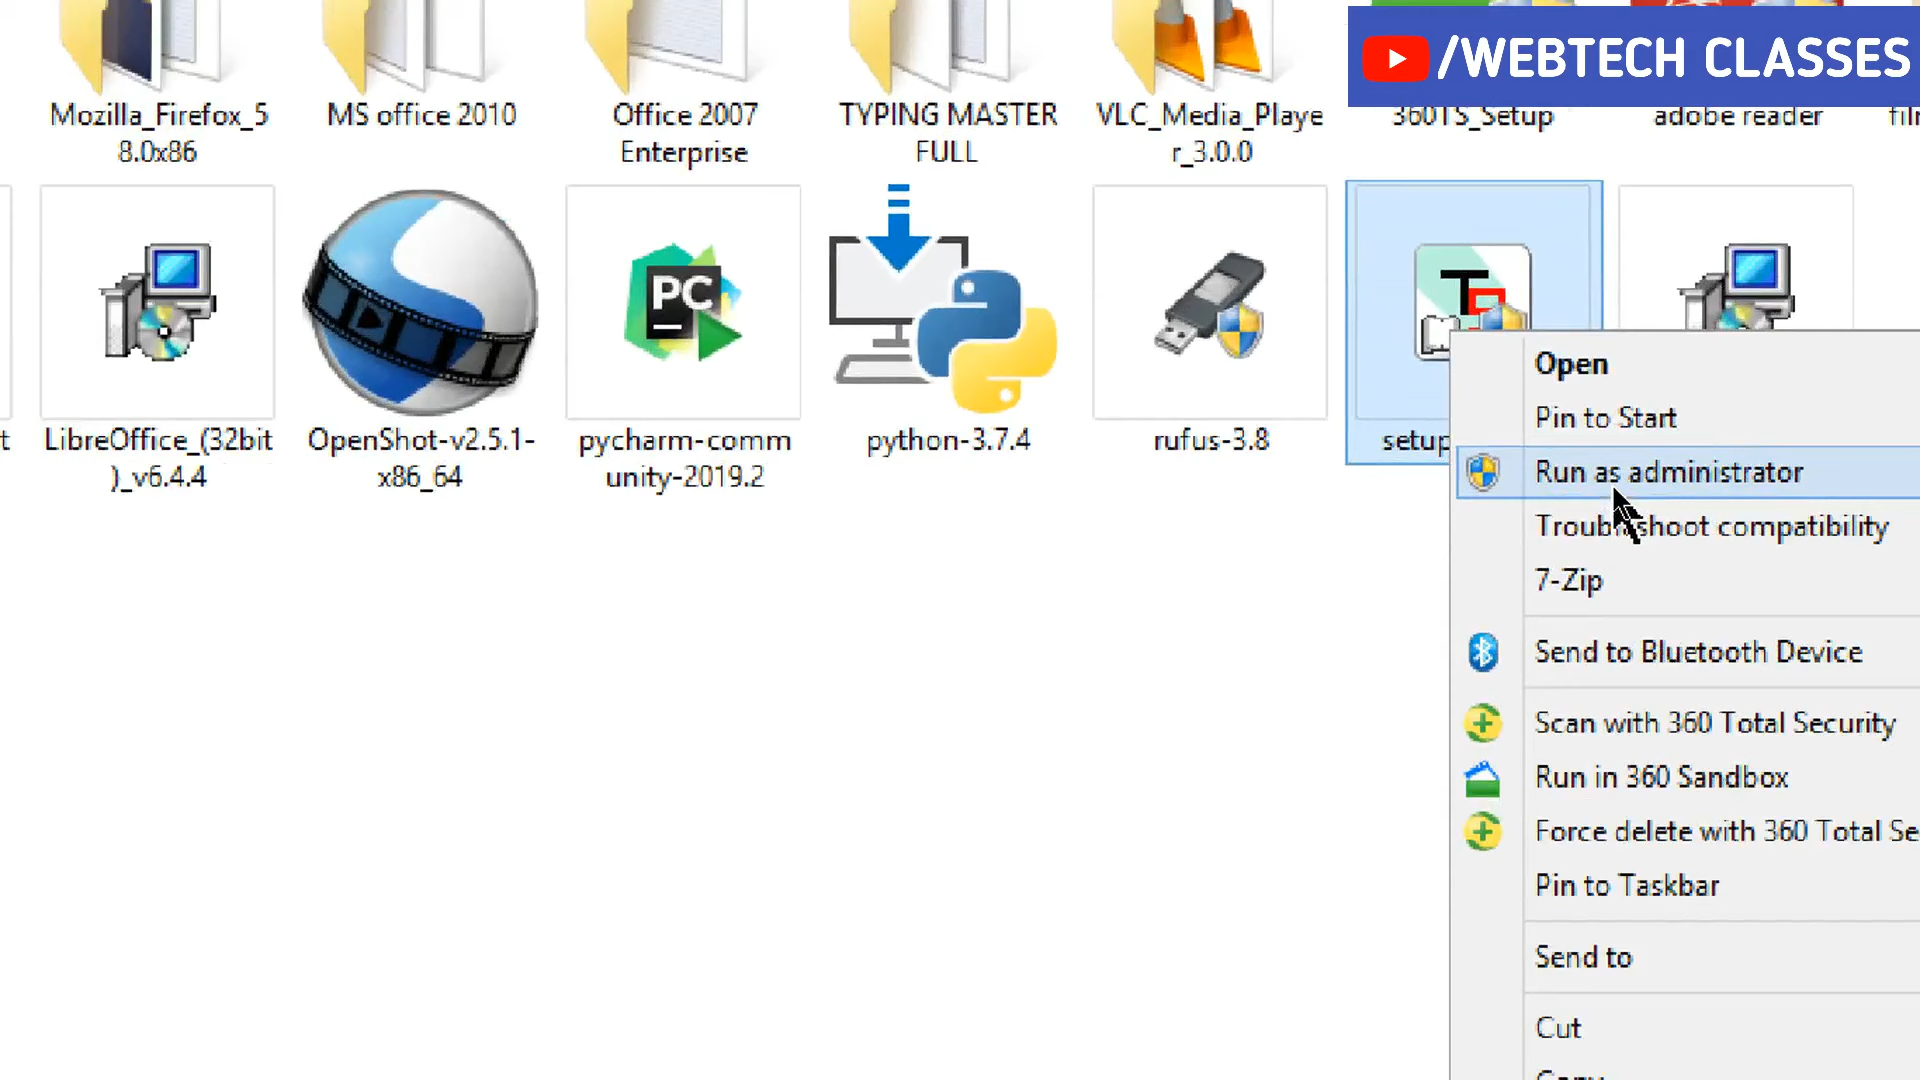 /WEBTECH CLASSES
Mozilla_Firefox_5
8.0x86
MS office 2010
Office 2007
Enterprise
TYPING MASTER
FULL
VLC_Media_Playe
r_3.0.0
360TS_Setup
adobe reader
LibreOffice_(32bit
)_v6.4.4
OpenShot-v2.5.1-
x86_64
PC
pycharm-comm
unity-2019.2
python-3.7.4
rufus-3.8
setup
Open
Pin to Start
Run as administrator
Troubleshoot compatibility
7-Zip
Send to Bluetooth Device
Scan with 360 Total Security
Run in 360 Sandbox
Force delete with 360 Total Se
Pin to Taskbar
Send to
Cut
Copy